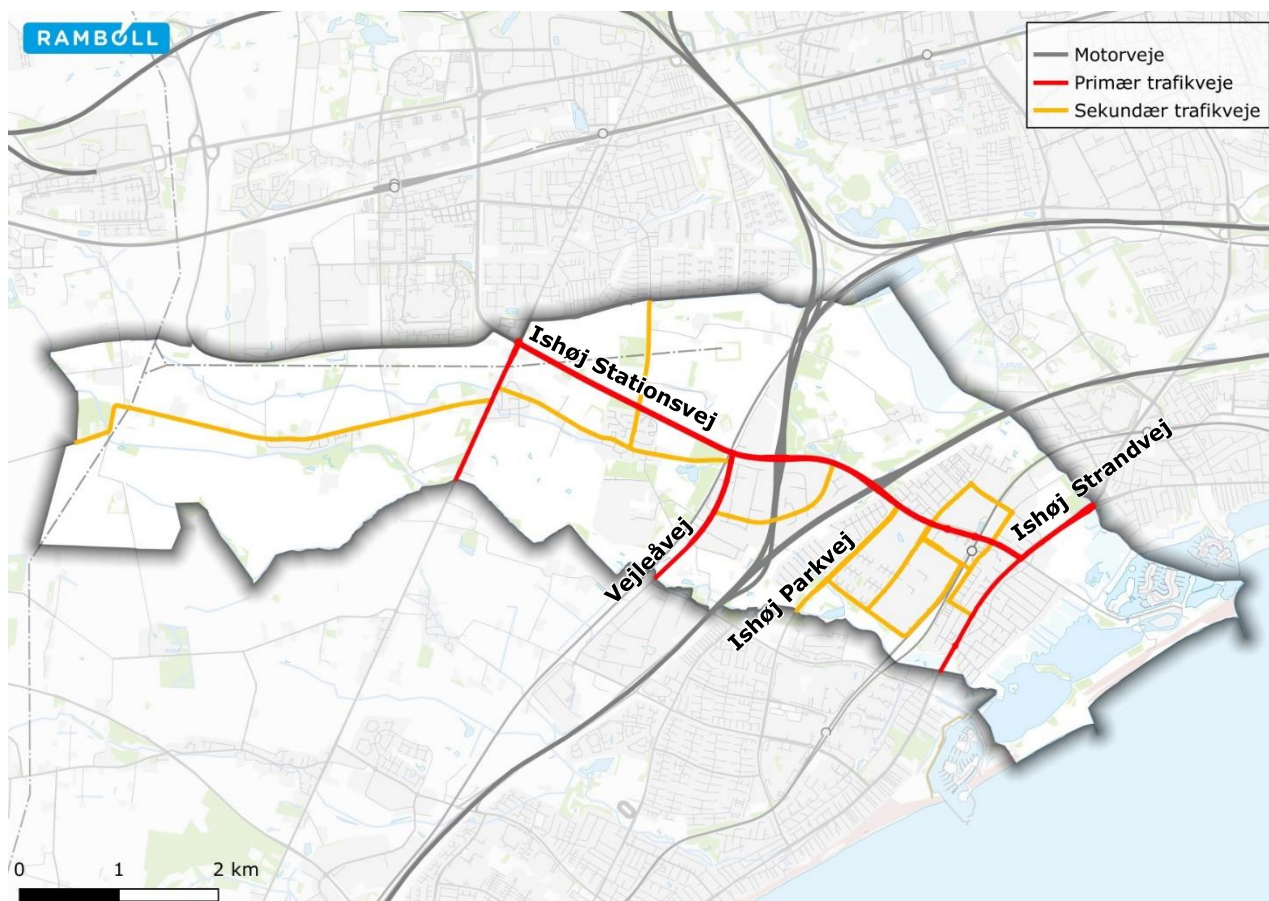 RAMBOLL
Motorveje
Primær trafikveje
Sekundær trafikveje
Ishøj Stationsvej
Ishøj Strandvej
Vejleåvej
Ishøj Parkvej
0 1 2 km